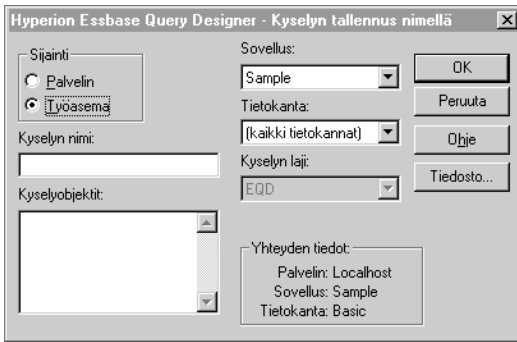 Hyperion Essbase Query Designer - Kyselyn tallennus nimellä
Sijainti
Palvelin
Työasema
Kyselyn nimi:
Kyselyobjektit:
Sovellus:
Sample
Tietokanta:
(kaikki tietokannat)
Kyselyn laji:
EQD
Yhteyden tiedot:
Palvelin: Localhost
Sovellus: Sample
Tietokanta: Basic
OK
Peruuta
Ohje
Tiedosto...